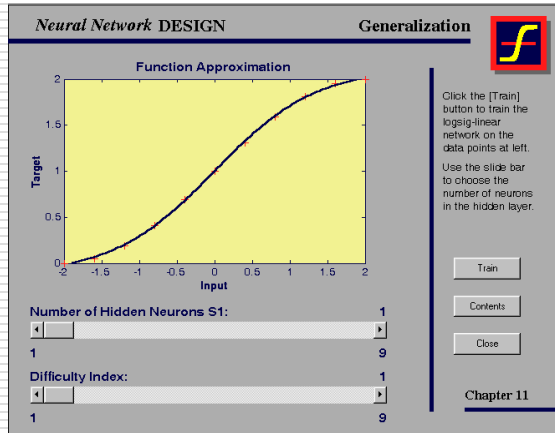 Neural Network DESIGN
Generalization
Function Approximation
2
1.5
1
0.5
0
Target
-2 -1.5 -1 -0.5 0 0.5 1 1.5 2
Input
Click the [Train]
button to train the
logsig-linear
network on the
data points at left.
Use the slide bar
to choose the
number of neurons
in the hidden layer.
Number of Hidden Neurons S1: 1
1 9
Difficulty Index: 1
1 9
Train
Contents
Close
Chapter 11